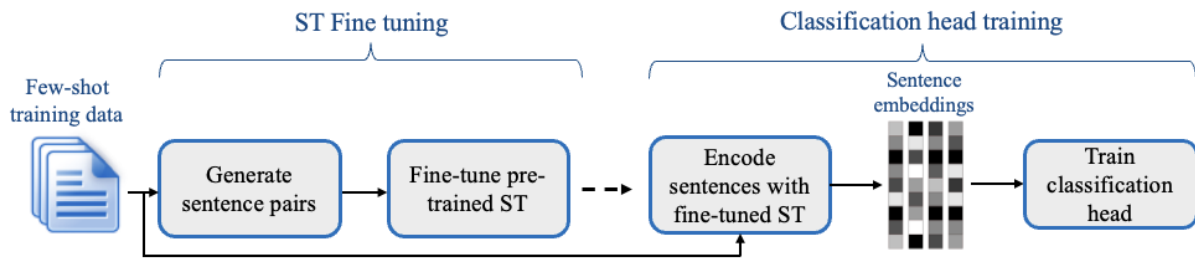 ST Fine tuning
Classification head training
Few-shot
training data
Generate
sentence pairs
Fine-tune pre-
trained ST
Encode
sentences with
fine-tuned ST
Sentence
embeddings
Train
classification
head